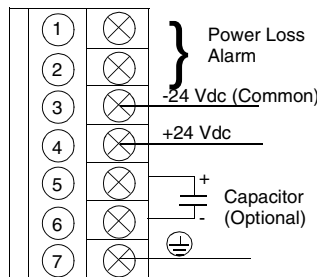 1
Power Loss
Alarm
2
3
-24 Vdc (Common)
4
+24 Vdc
5
+
Capacitor
(Optional)
6
-
7